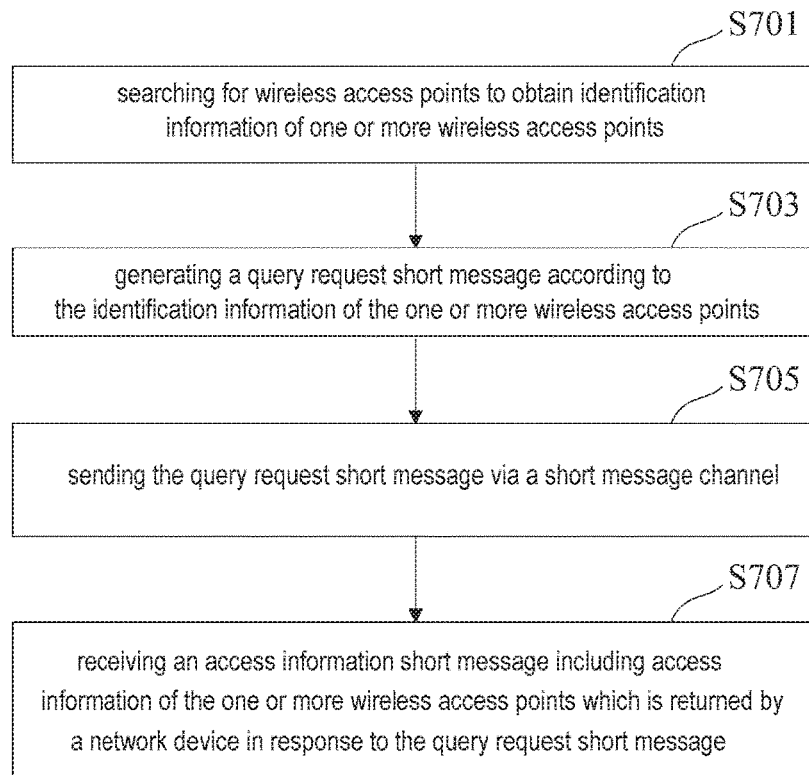 S701
searching for wireless access points to obtain identification
information of one or more wireless access points
S703
generating a query request short message according to
the identification information of the one or more wireless access points
S705
sending the query request short message via a short message channel
S707
receiving an access information short message including access
information of the one or more wireless access points which is returned by
a network device in response to the query request short message